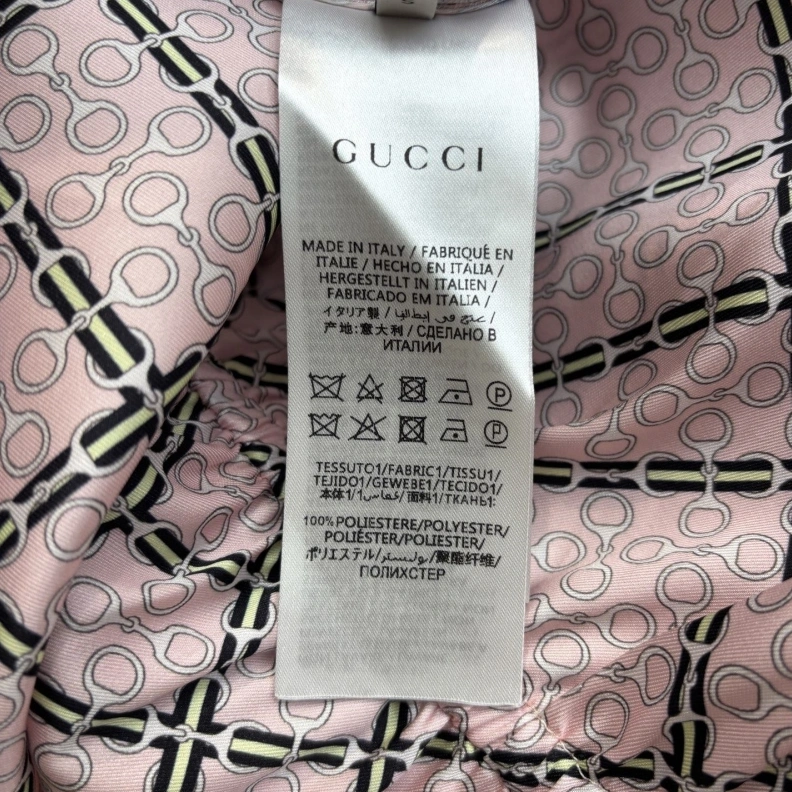 GUCCI
MADE IN ITALY / FABRIQUÉ EN
ITALIE / HECHO EN ITALIA /
HERGESTELLT IN ITALIEN /
FABRICADO EM ITALIA /
イタリア製 / صنع في إيطاليا /
产地:意大利 / СДЕЛАНО В
ИТАЛИИ
P
P
TESSUTO1/FABRIC1/TISSU1/
TEJIDO1/GEWEBE1/TECIDO1/
本体1/قماش1/面料1/ТКАНЬ1:
100%POLIESTERE/POLYESTER/
POLIÉSTER/POLIESTER/
ポリエステル/بوليستر/聚酯纤维/
ПОЛИХСТЕР